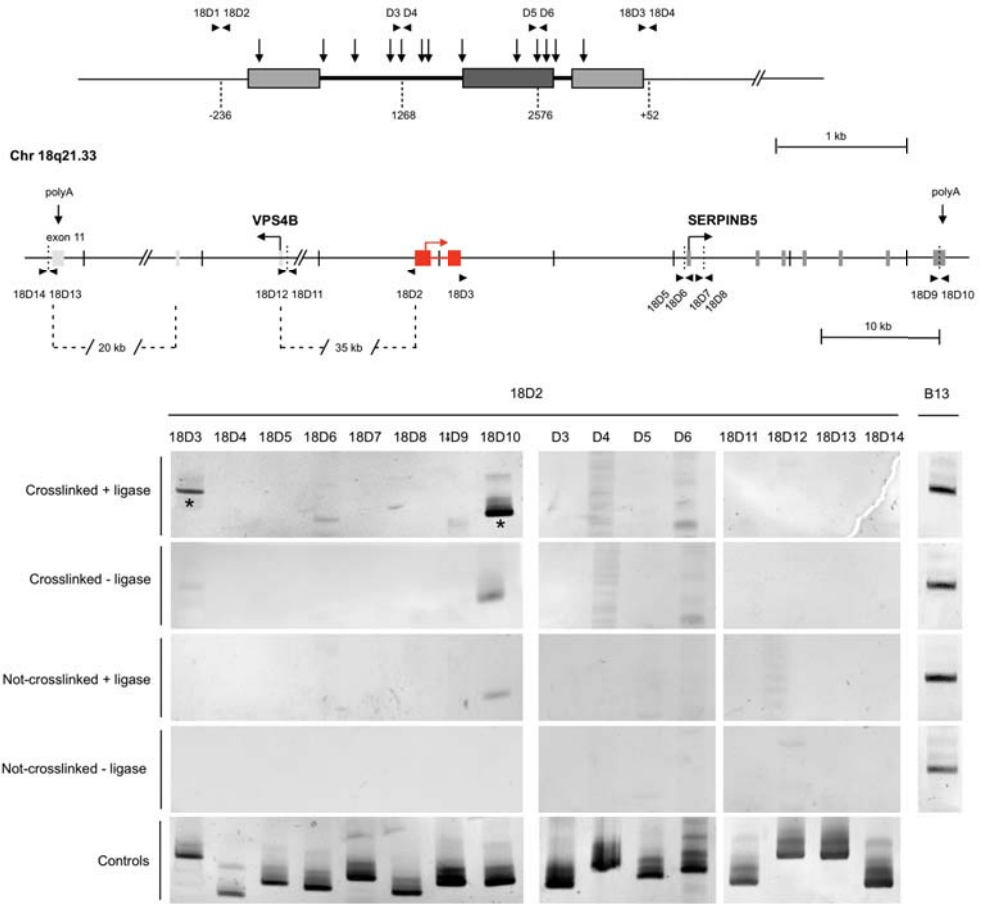 18D1 18D2 D3 D4 D5 D6 18D3 18D4
-236 1268 2576 +52
1 kb
Chr 18q21.33
polyA polyA
VPS4B SERPINB5
exon 11
18D14 18D13 18D12 18D11 18D2 18D3 18D5 18D6 18D7 18D8 18D9 18D10
20 kb 35 kb 10 kb
18D2 B13
18D3 18D4 18D5 18D6 18D7 18D8 18D10 D3 D4 D5 D6 18D11 18D12 18D13 18D14
Crosslinked + ligase
* *
Crosslinked - ligase
Not-crosslinked + ligase
Not-crosslinked - ligase
Controls